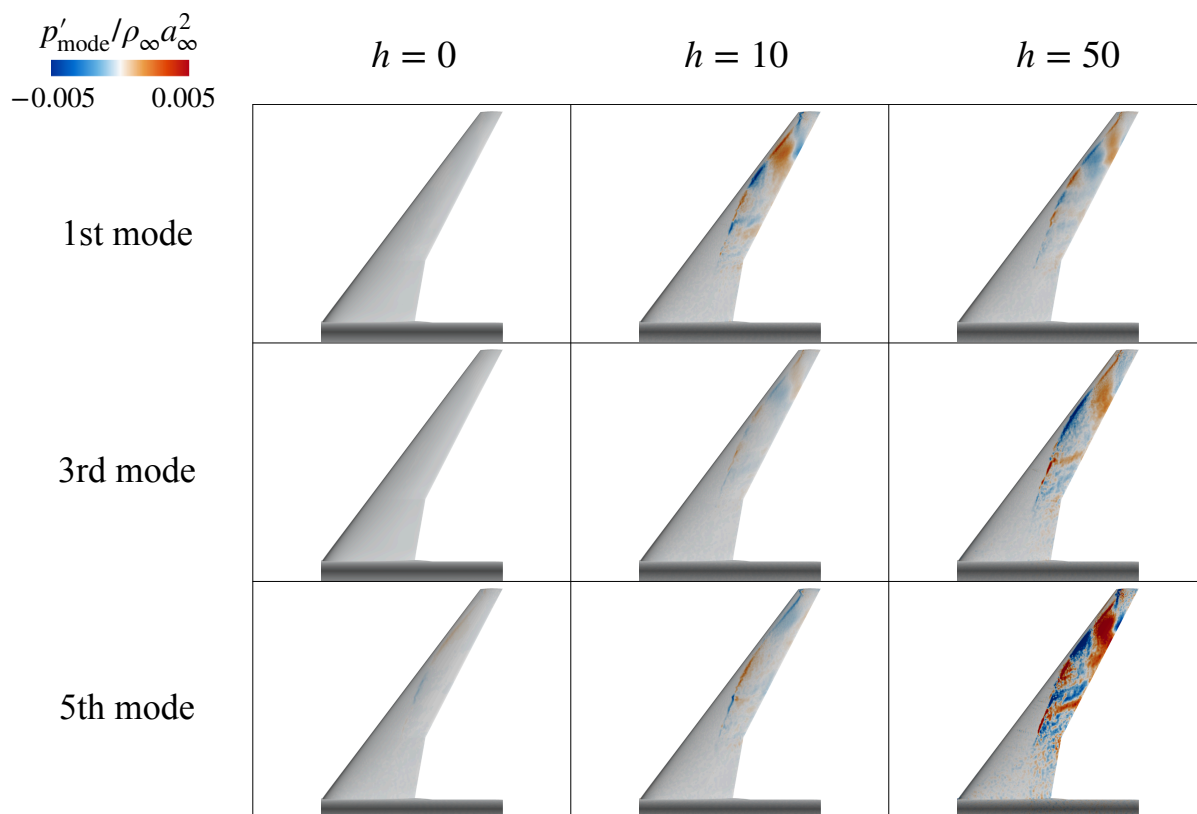 p′mode/ρ∞a∞²
−0.005 0.005
h = 0 h = 10 h = 50
1st mode
3rd mode
5th mode